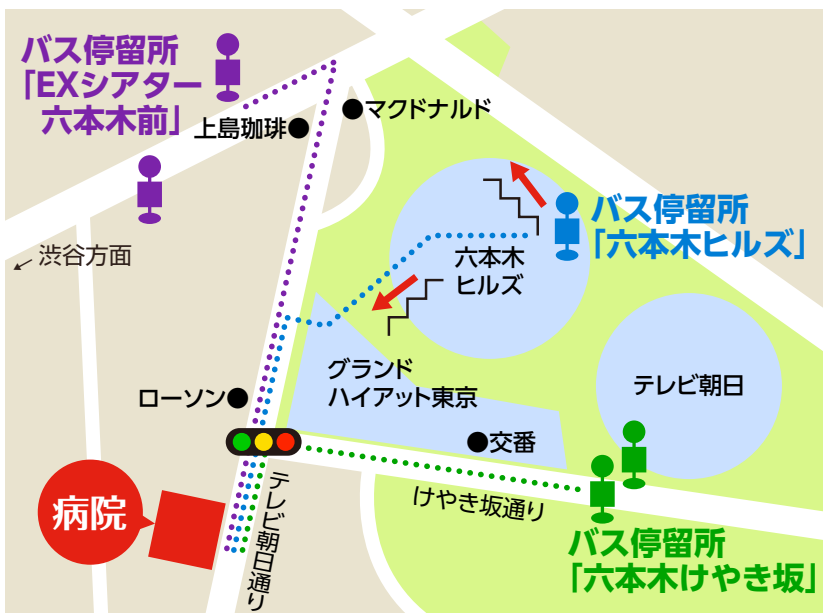 バス停留所
「EXシアター
六本木前」
上島珈琲
マクドナルド
渋谷方面
バス停留所
「六本木ヒルズ」
六本木
ヒルズ
グランド
ハイアット東京
テレビ朝日
ローソン
交番
けやき坂通り
病院
テレビ朝日通り
バス停留所
「六本木けやき坂」